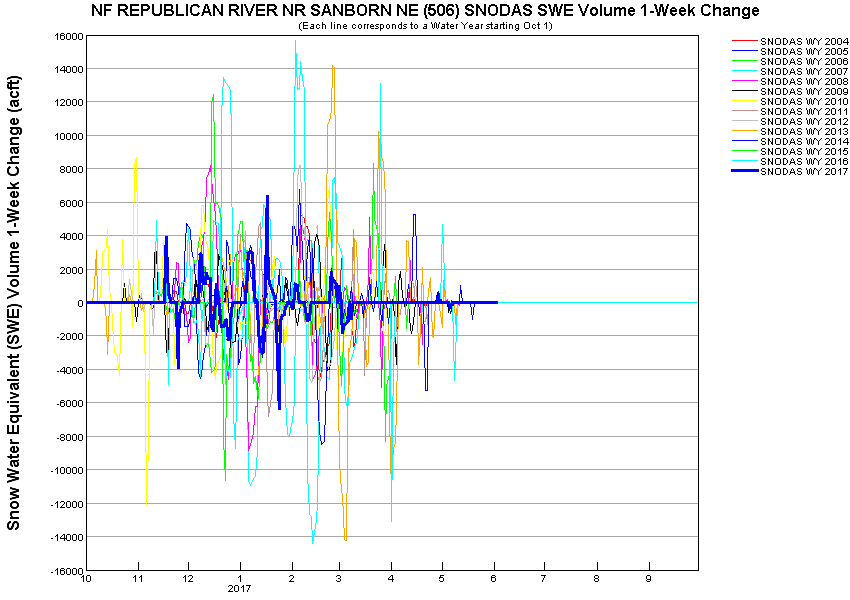 NF REPUBLICAN RIVER NR SANBORN NE (506) SNODAS SWE Volume 1-Week Change
(Each line corresponds to a Water Year starting Oct 1)
Snow Water Equivalent (SWE) Volume 1-Week Change (acft)
16000
14000
12000
10000
8000
6000
4000
2000
0
-2000
-4000
-6000
-8000
-10000
-12000
-14000
-16000
10 11 12 1 2 3 4 5 6 7 8 9
2017
SNODAS WY 2004
SNODAS WY 2005
SNODAS WY 2006
SNODAS WY 2007
SNODAS WY 2008
SNODAS WY 2009
SNODAS WY 2010
SNODAS WY 2011
SNODAS WY 2012
SNODAS WY 2013
SNODAS WY 2014
SNODAS WY 2015
SNODAS WY 2016
SNODAS WY 2017